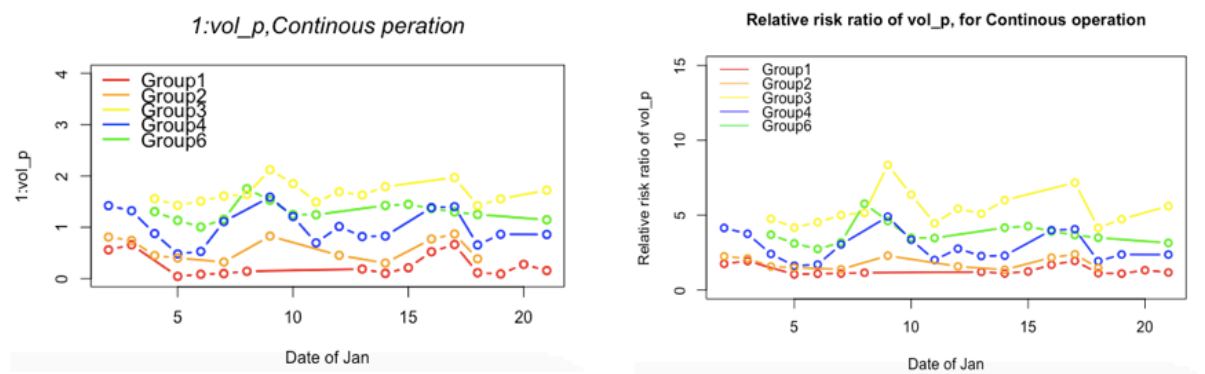 1:vol_p,Continous peration
1:vol_p
4
3
2
1
0
Group1
Group2
Group3
Group4
Group6
5
10
15
20
Date of Jan
Relative risk ratio of vol_p, for Continous operation
Relative risk ratio of vol_p
15
10
5
0
Group1
Group2
Group3
Group4
Group6
5
10
15
20
Date of Jan